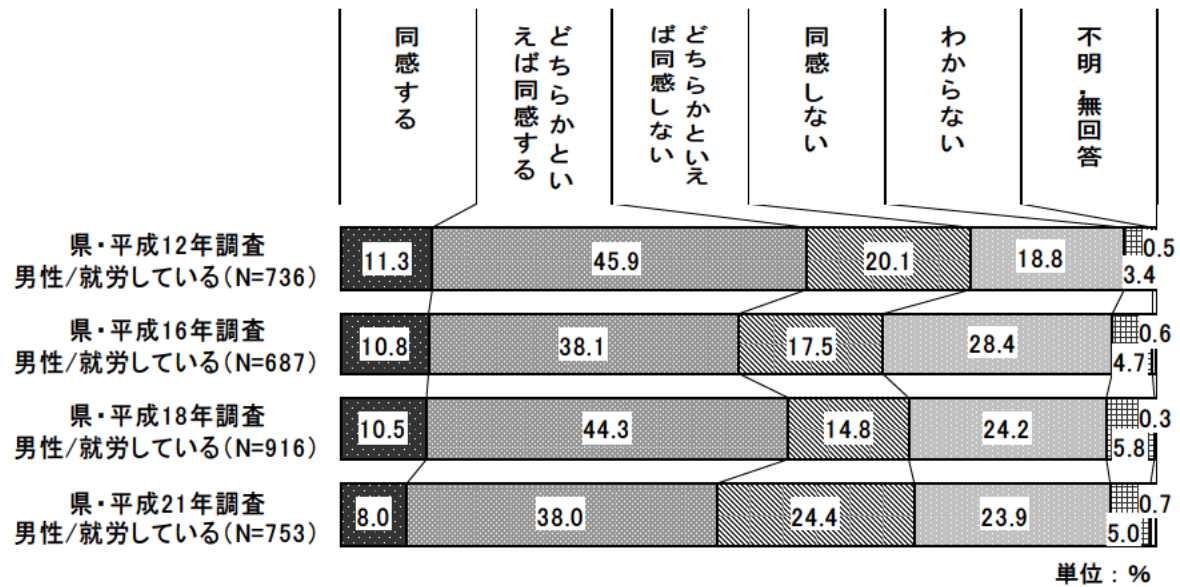 同感する
どちらかとい
えば同感する
どちらかといえ
ば同感しない
同感しない
わからない
不明・無回答
県・平成12年調査
男性/就労している(N=736)
11.3
45.9
20.1
18.8
3.4
0.5
県・平成16年調査
男性/就労している(N=687)
10.8
38.1
17.5
28.4
4.7
0.6
県・平成18年調査
男性/就労している(N=916)
10.5
44.3
14.8
24.2
5.8
0.3
県・平成21年調査
男性/就労している(N=753)
8.0
38.0
24.4
23.9
5.0
0.7
単位：%